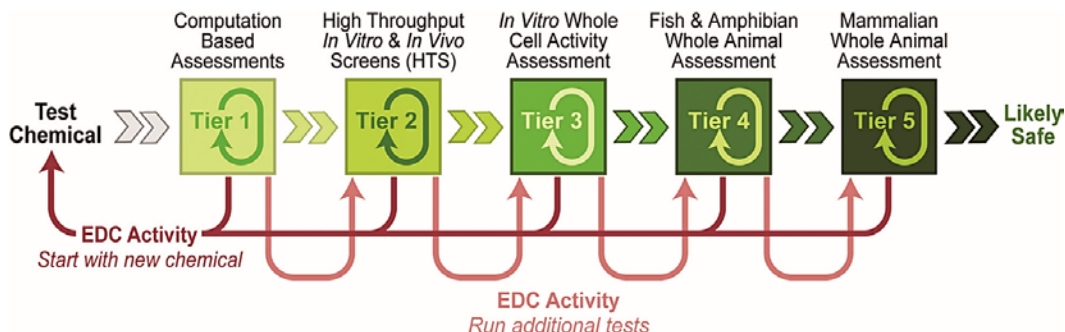 Computation
Based
Assessments
High Throughput
In Vitro & In Vivo
Screens (HTS)
In Vitro Whole
Cell Activity
Assessment
Fish & Amphibian
Whole Animal
Assessment
Mammalian
Whole Animal
Assessment
Test
Chemical
Tier 1
Tier 2
Tier 3
Tier 4
Tier 5
Likely
Safe
EDC Activity
Start with new chemical
EDC Activity
Run additional tests